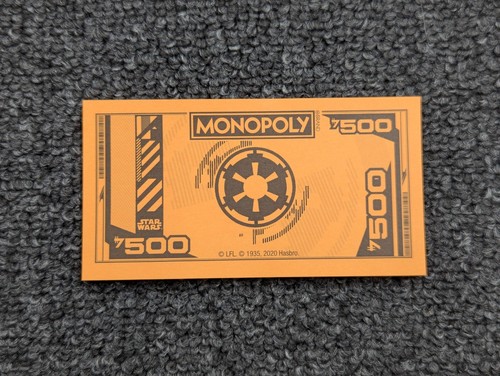 MONOPOLY
500
500
STAR
WARS
500
© LFL. © 1935, 2020 Hasbro.